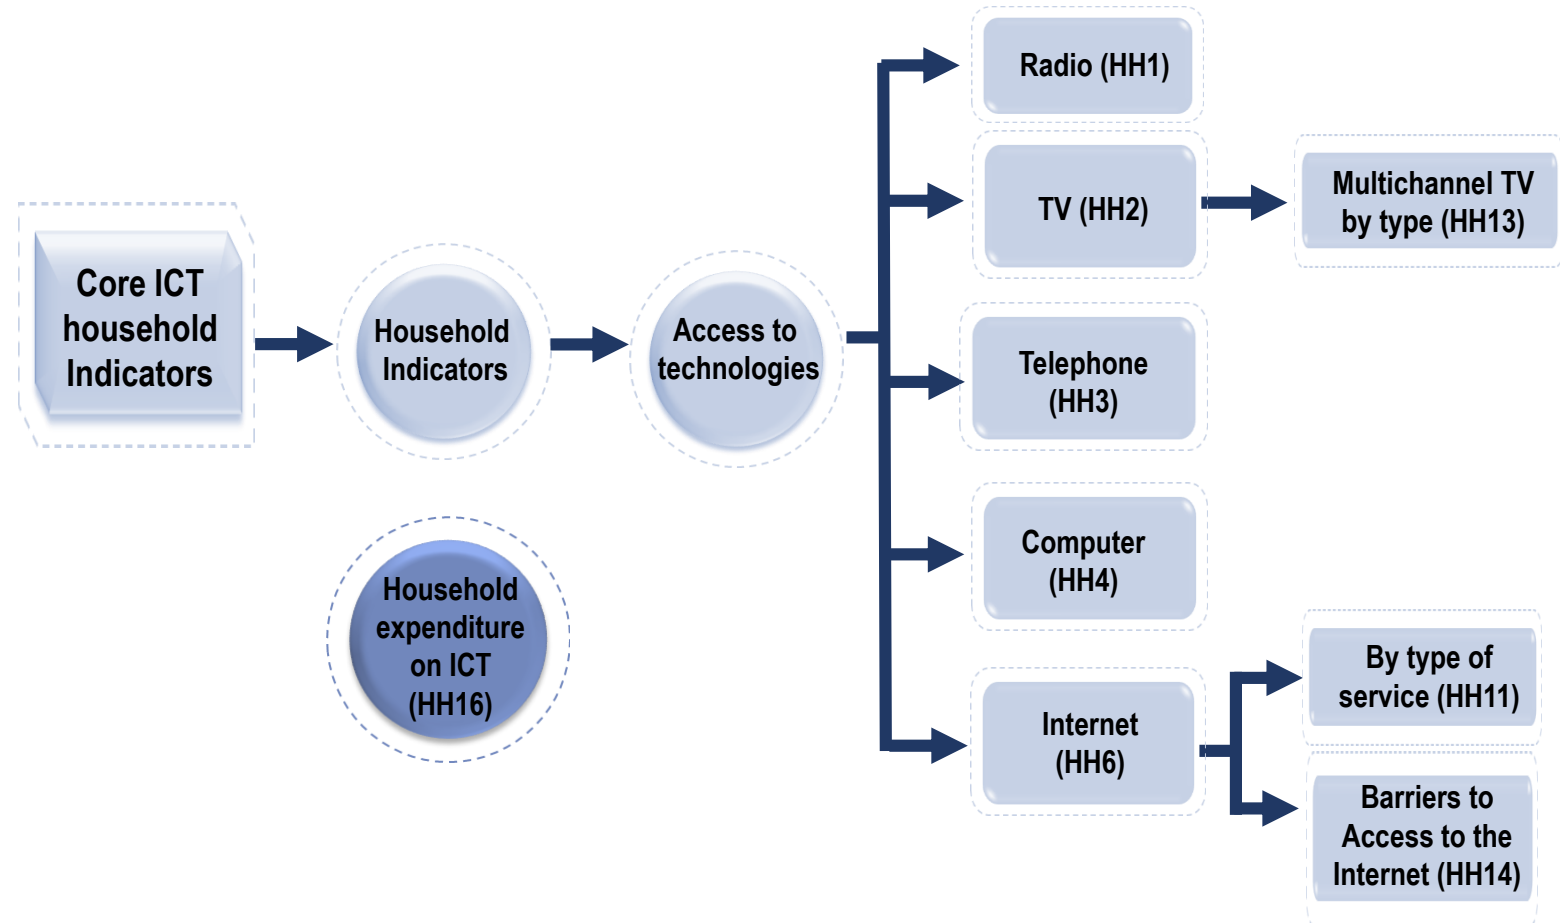 Core ICT
household
Indicators
Household
Indicators
Access to
technologies
Radio (HH1)
TV (HH2)
Multichannel TV
by type (HH13)
Telephone
(HH3)
Computer
(HH4)
Internet
(HH6)
By type of
service (HH11)
Barriers to
Access to the
Internet (HH14)
Household
expenditure
on ICT
(HH16)